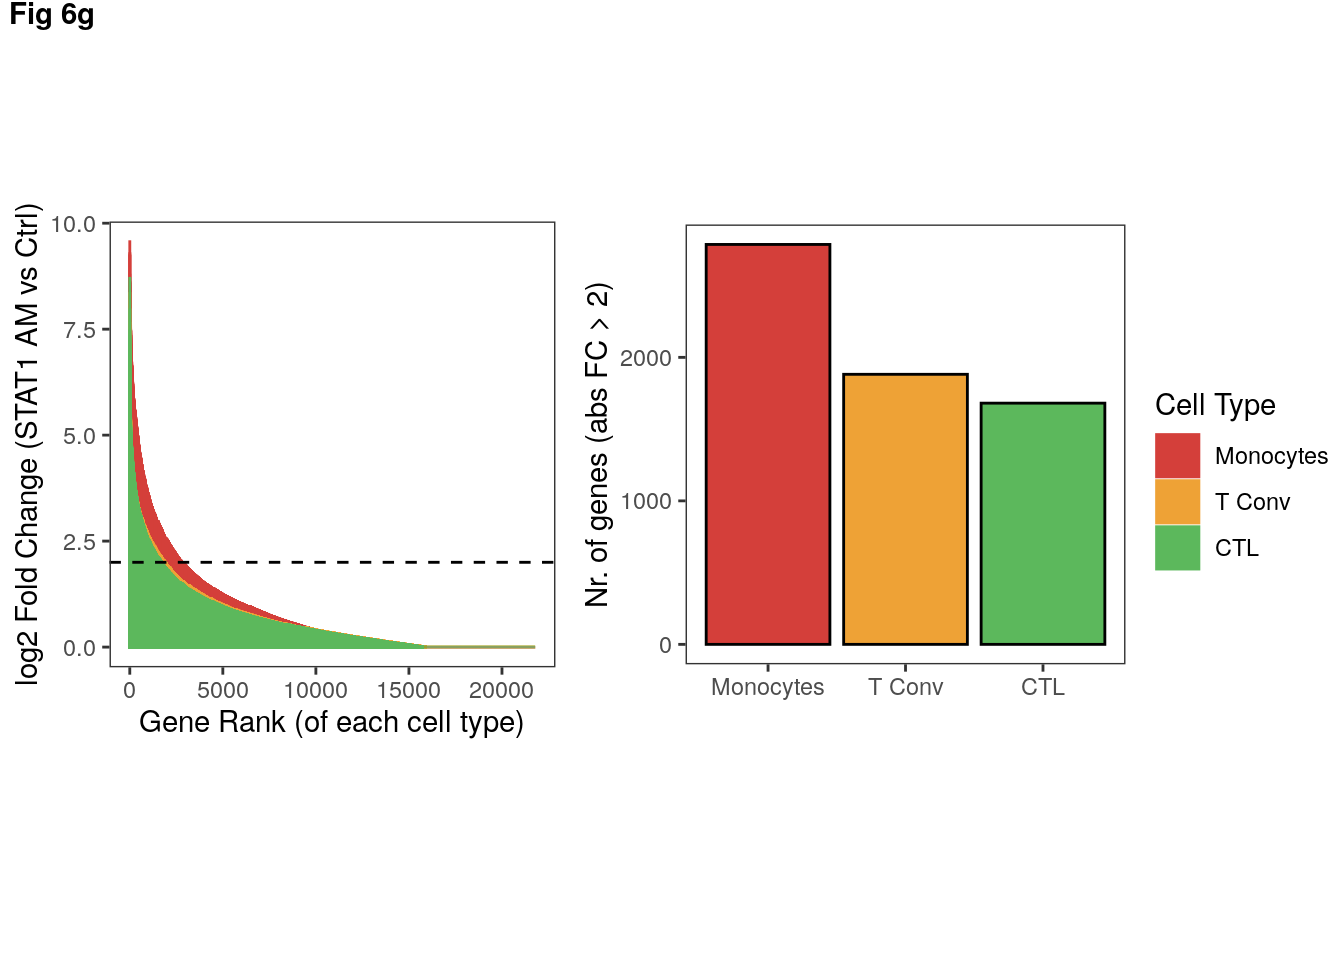 Fig 6g
log2 Fold Change (STAT1 AM vs Ctrl)
10.0
7.5
5.0
2.5
0.0
0 5000 10000 15000 20000
Gene Rank (of each cell type)
Nr. of genes (abs FC > 2)
2000
1000
0
Monocytes T Conv CTL
Cell Type
Monocytes
T Conv
CTL